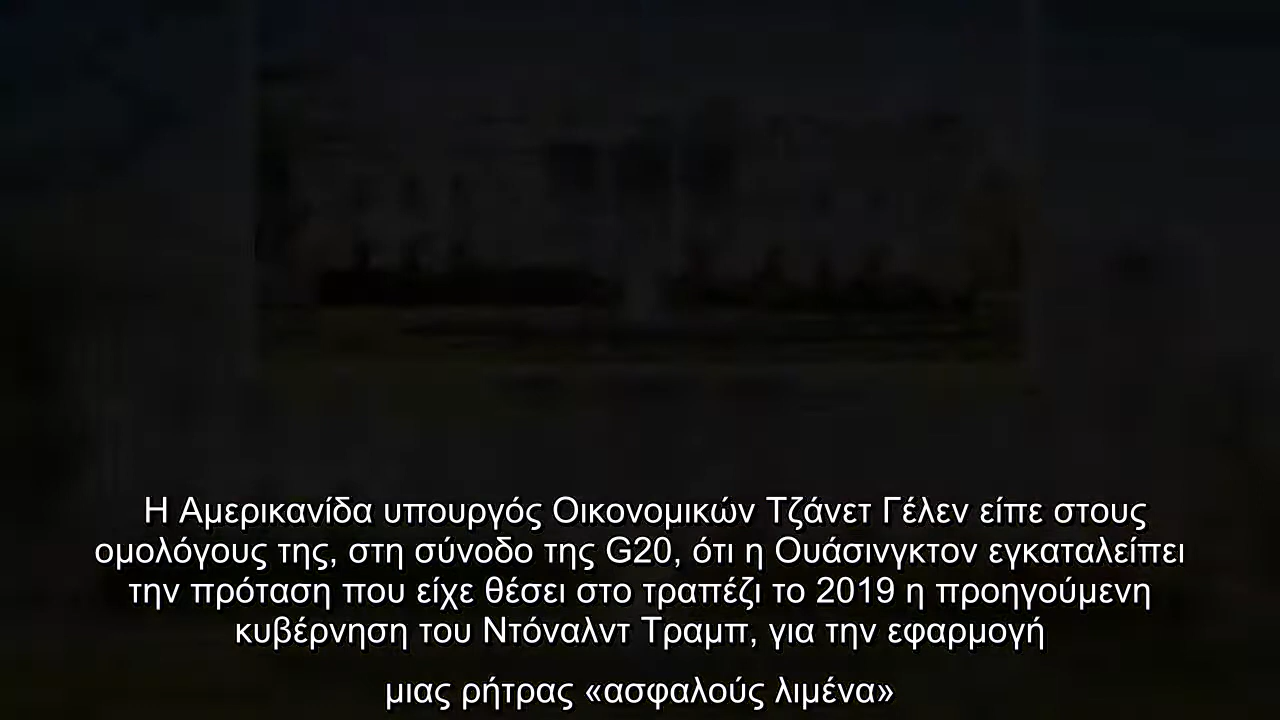 Η Αμερικανίδα υπουργός Οικονομικών Τζάνετ Γέλεν είπε στους
ομολόγους της, στη σύνοδο της G20, ότι η Ουάσινγκτον εγκαταλείπει
την πρόταση που είχε θέσει στο τραπέζι το 2019 η προηγούμενη
κυβέρνηση του Ντόναλντ Τραμπ, για την εφαρμογή
μιας ρήτρας «ασφαλούς λιμένα»